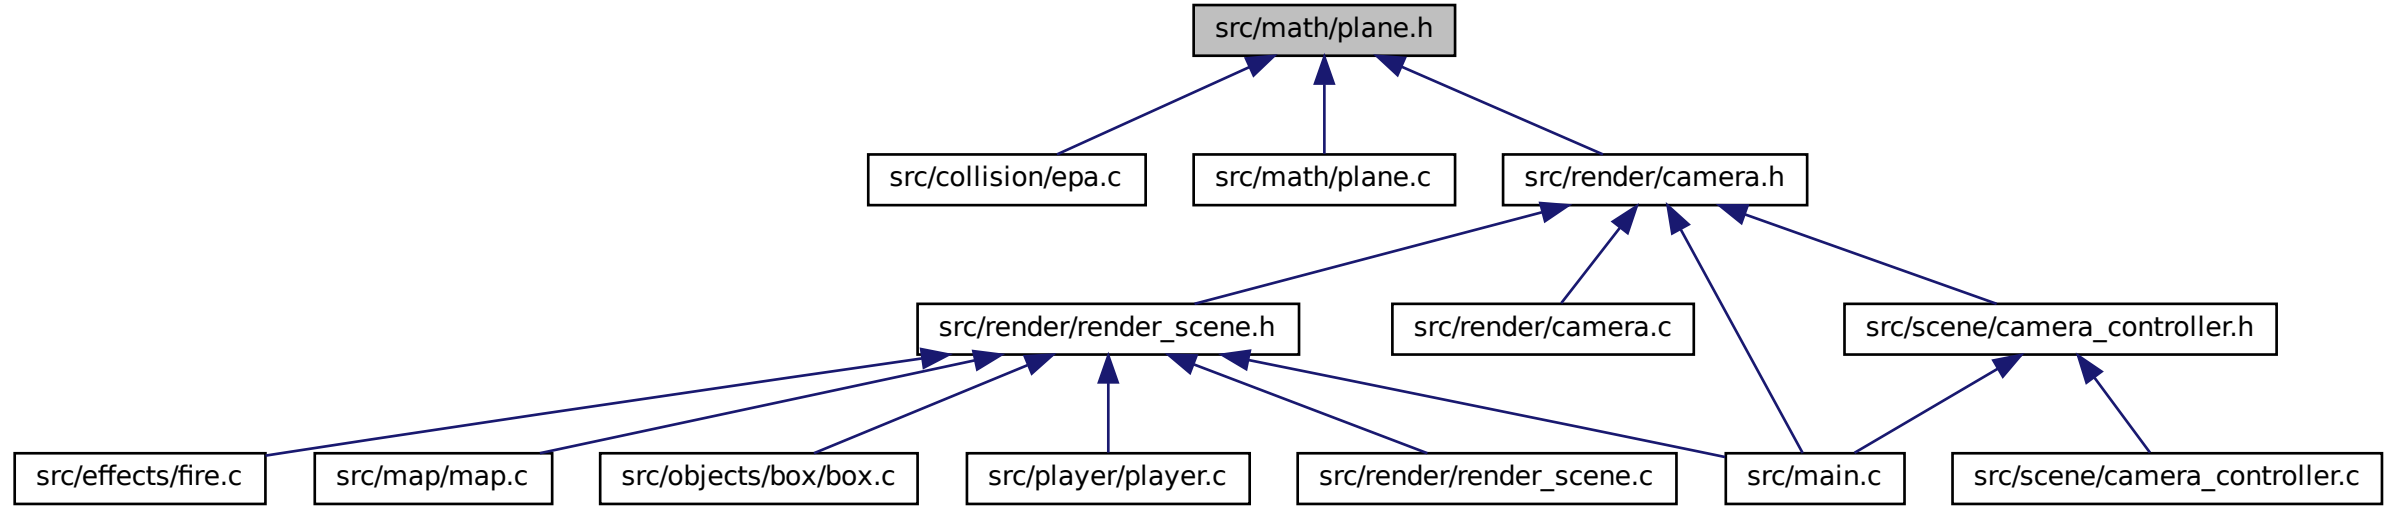 src/math/plane.h
src/collision/epa.c
src/math/plane.c
src/render/camera.h
src/render/render_scene.h
src/render/camera.c
src/scene/camera_controller.h
src/effects/fire.c
src/map/map.c
src/objects/box/box.c
src/player/player.c
src/render/render_scene.c
src/main.c
src/scene/camera_controller.c